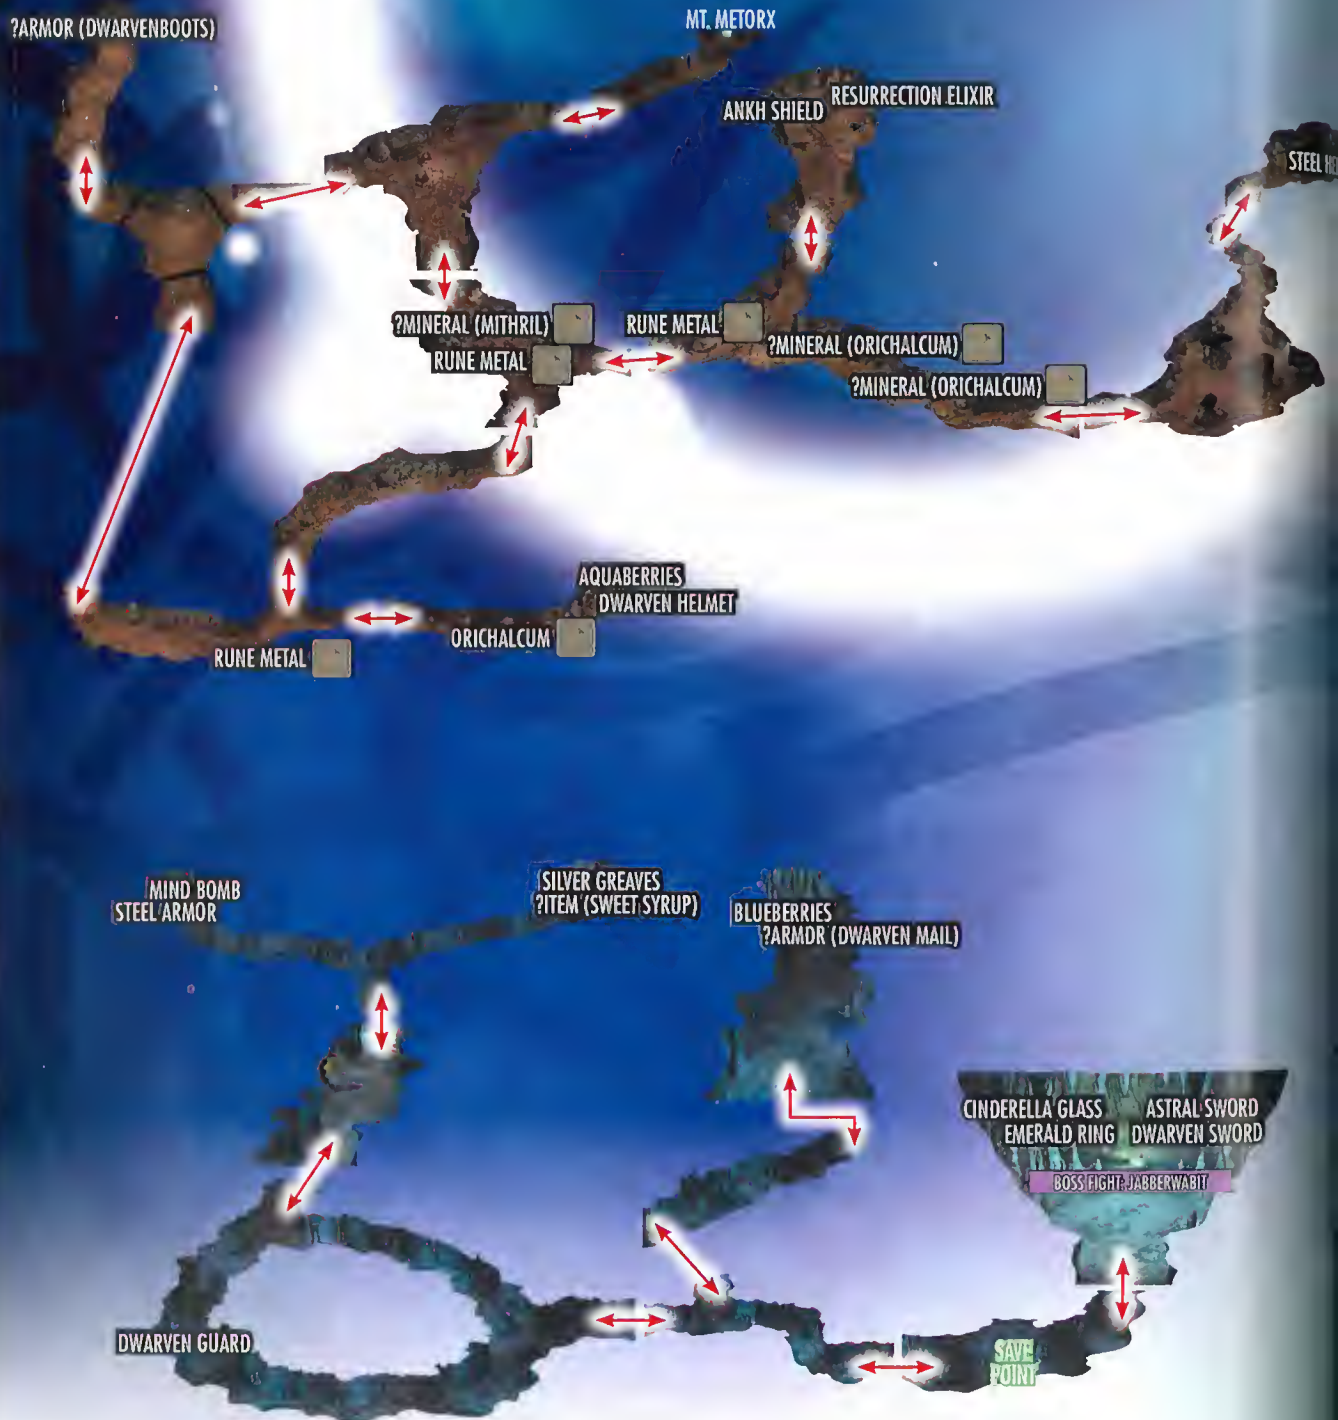 ?ARMOR (DWARVENBOOTS)
MT. METORX
ANKH SHIELD
RESURRECTION ELIXIR
STEEL
?MINERAL (MITHRIL)
RUNE METAL
RUNE METAL
?MINERAL (ORICHALCUM)
?MINERAL (ORICHALCUM)
AQUABERRIES
DWARVEN HELMET
ORICHALCUM
RUNE METAL
MIND BOMB
STEEL ARMOR
SILVER GREAVES
?ITEM (SWEET SYRUP)
BLUEBERRIES
?ARMOR (DWARVEN MAIL)
CINDERELLA GLASS
EMERALD RING
ASTRAL SWORD
DWARVEN SWORD
BOSS FIGHT: JABBERWABIT
DWARVEN GUARD
SAVE
POINT